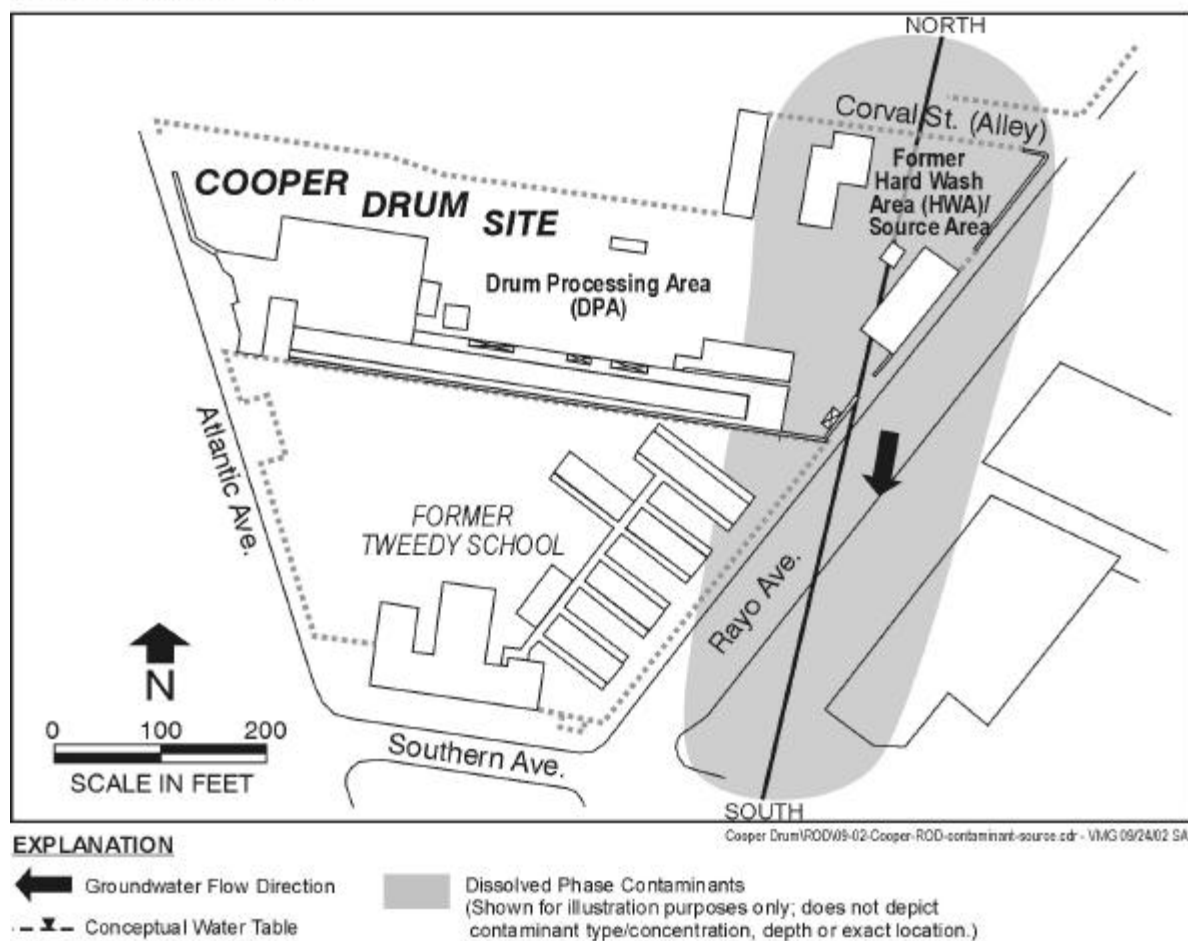 NORTH
Corval St. (Alley)
Former
Hard Wash
Area (HWA)/
Source Area
COOPER
DRUM
SITE
Drum Processing Area
(DPA)
Atlantic Ave.
FORMER
TWEEDY SCHOOL
Rayo Ave.
N
0 100 200
SCALE IN FEET
Southern Ave.
SOUTH
Cooper Drum\ROD\09-02-Cooper-ROD-contaminant-source.cdr - VMG 09/24/02 SA
EXPLANATION
Groundwater Flow Direction
Conceptual Water Table
Dissolved Phase Contaminants
(Shown for illustration purposes only; does not depict
contaminant type/concentration, depth or exact location.)